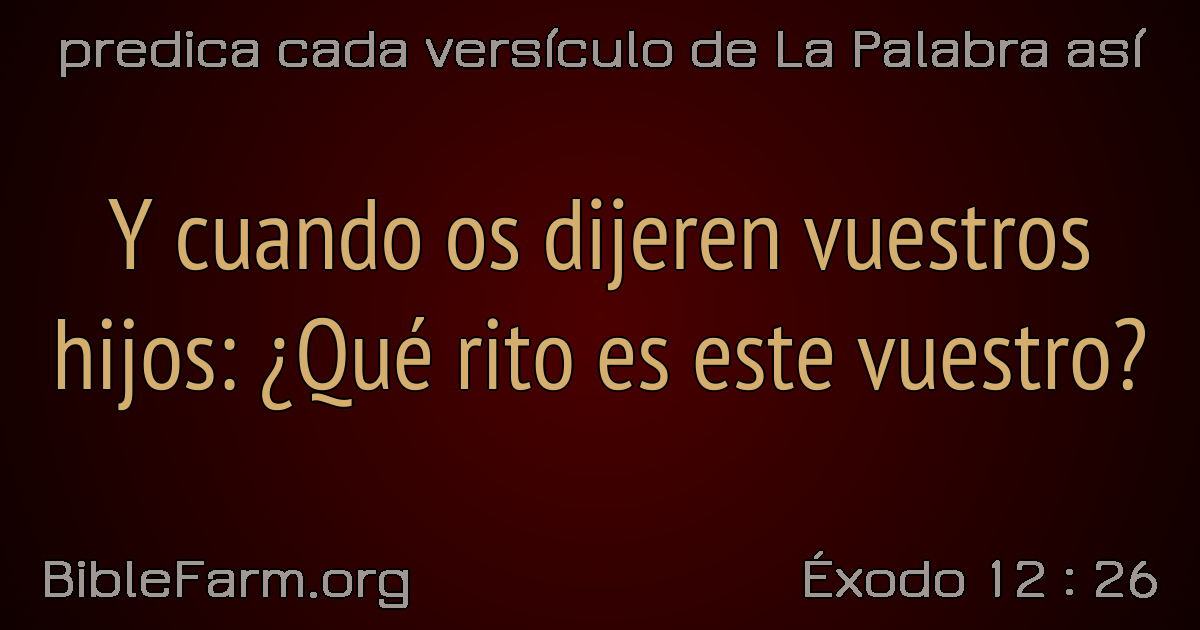 predica cada versículo de La Palabra así
Y cuando os dijeren vuestros
hijos: ¿Qué rito es este vuestro?
BibleFarm.org
Éxodo 12 : 26